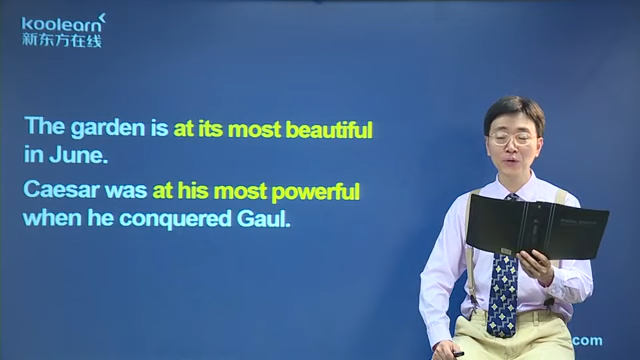 koolearn
新东方在线
The garden is at its most beautiful
in June.
Caesar was at his most powerful
when he conquered Gaul.
.com